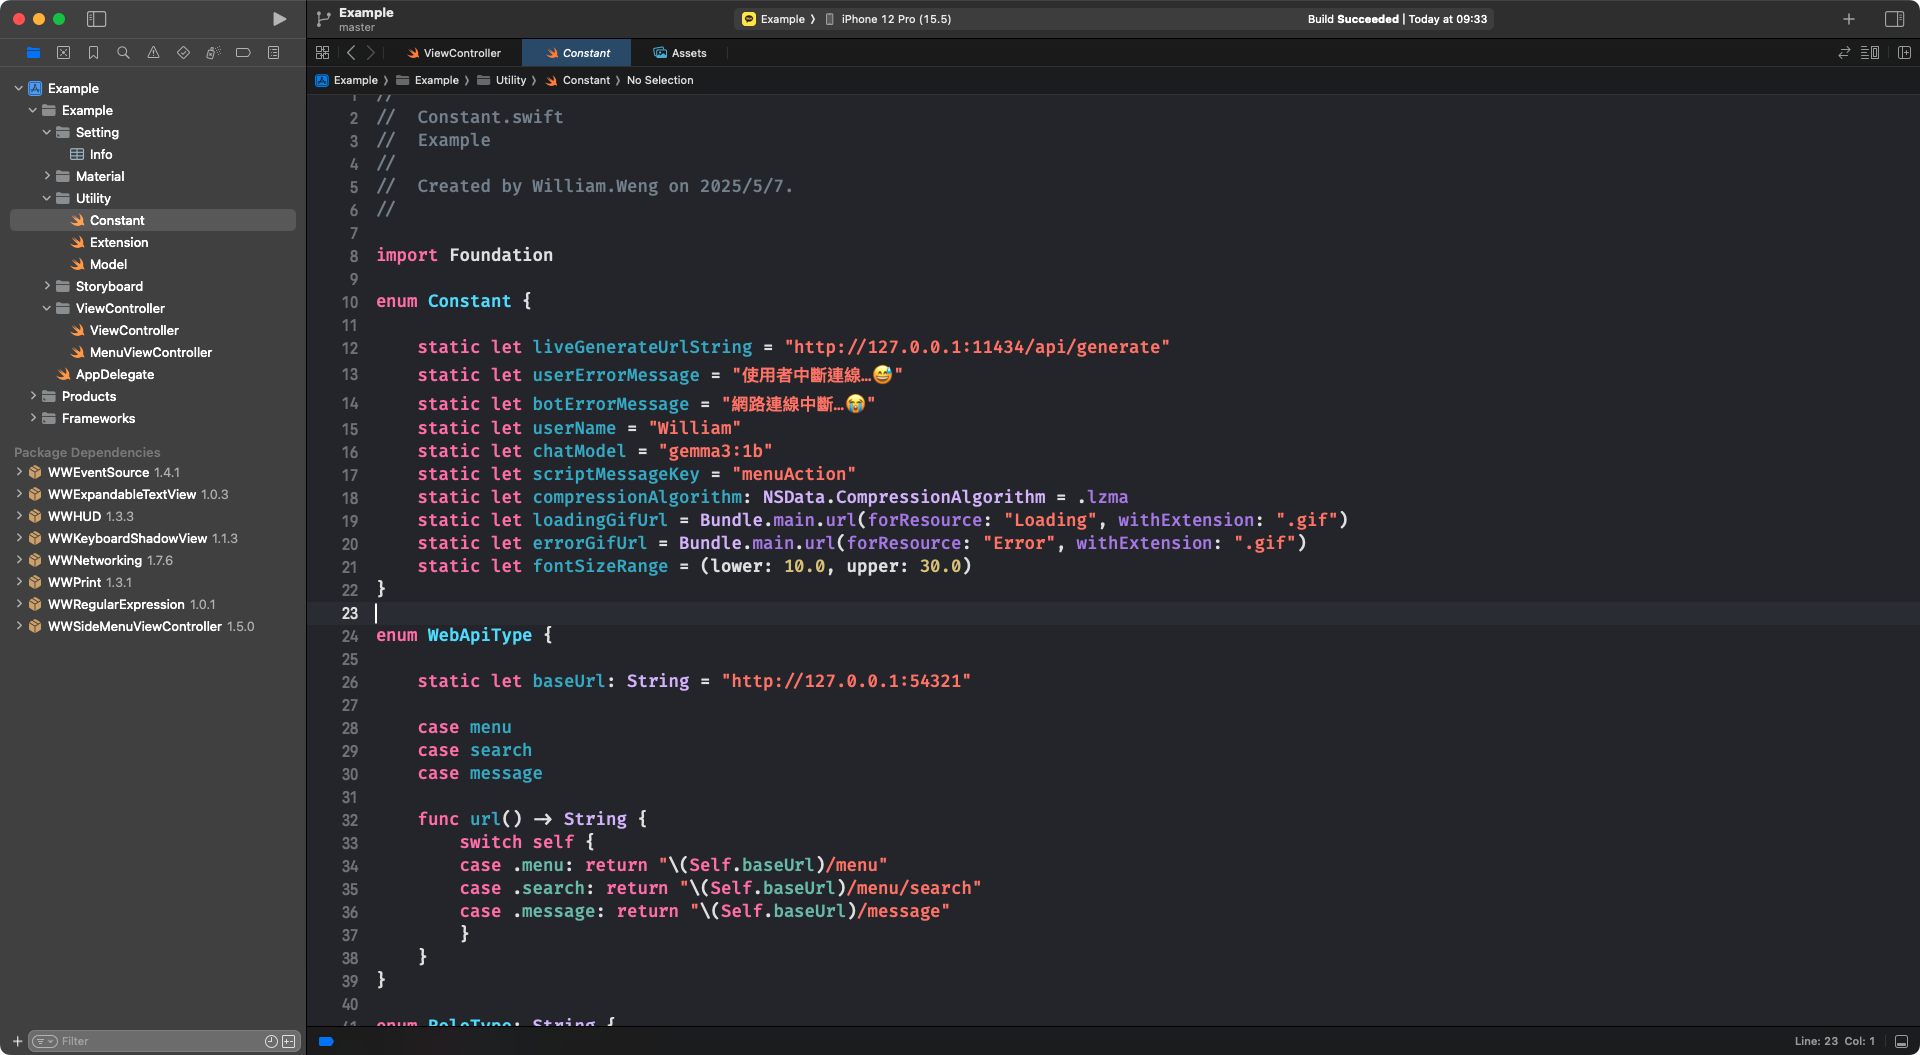 Example
master
Example ⟩ iPhone 12 Pro (15.5)
Build Succeeded | Today at 09:33
ViewController
Constant
Assets
Example ⟩ Example ⟩ Utility ⟩ Constant ⟩ No Selection
Example
Example
Setting
Info
Material
Utility
Constant
Extension
Model
Storyboard
ViewController
ViewController
MenuViewController
AppDelegate
Products
Frameworks
Package Dependencies
WWEventSource 1.4.1
WWExpandableTextView 1.0.3
WWHUD 1.3.3
WWKeyboardShadowView 1.1.3
WWNetworking 1.7.6
WWPrint 1.3.1
WWRegularExpression 1.0.1
WWSideMenuViewController 1.5.0
Filter
1 //
2 //  Constant.swift
3 //  Example
4 //
5 //  Created by William.Weng on 2025/5/7.
6 //
7
8 import Foundation
9
10 enum Constant {
11
12     static let liveGenerateUrlString = "http://127.0.0.1:11434/api/generate"
13     static let userErrorMessage = "使用者中斷連線…😅"
14     static let botErrorMessage = "網路連線中斷…😭"
15     static let userName = "William"
16     static let chatModel = "gemma3:1b"
17     static let scriptMessageKey = "menuAction"
18     static let compressionAlgorithm: NSData.CompressionAlgorithm = .lzma
19     static let loadingGifUrl = Bundle.main.url(forResource: "Loading", withExtension: ".gif")
20     static let errorGifUrl = Bundle.main.url(forResource: "Error", withExtension: ".gif")
21     static let fontSizeRange = (lower: 10.0, upper: 30.0)
22 }
23
24 enum WebApiType {
25
26     static let baseUrl: String = "http://127.0.0.1:54321"
27
28     case menu
29     case search
30     case message
31
32     func url() -> String {
33         switch self {
34         case .menu: return "\(Self.baseUrl)/menu"
35         case .search: return "\(Self.baseUrl)/menu/search"
36         case .message: return "\(Self.baseUrl)/message"
37         }
38     }
39 }
40
41 enum RoleType: String {
Line: 23 Col: 1